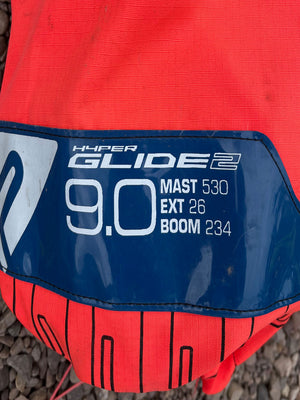 HYPER
GLIDE2
9.0
MAST 530
EXT 26
BOOM 234